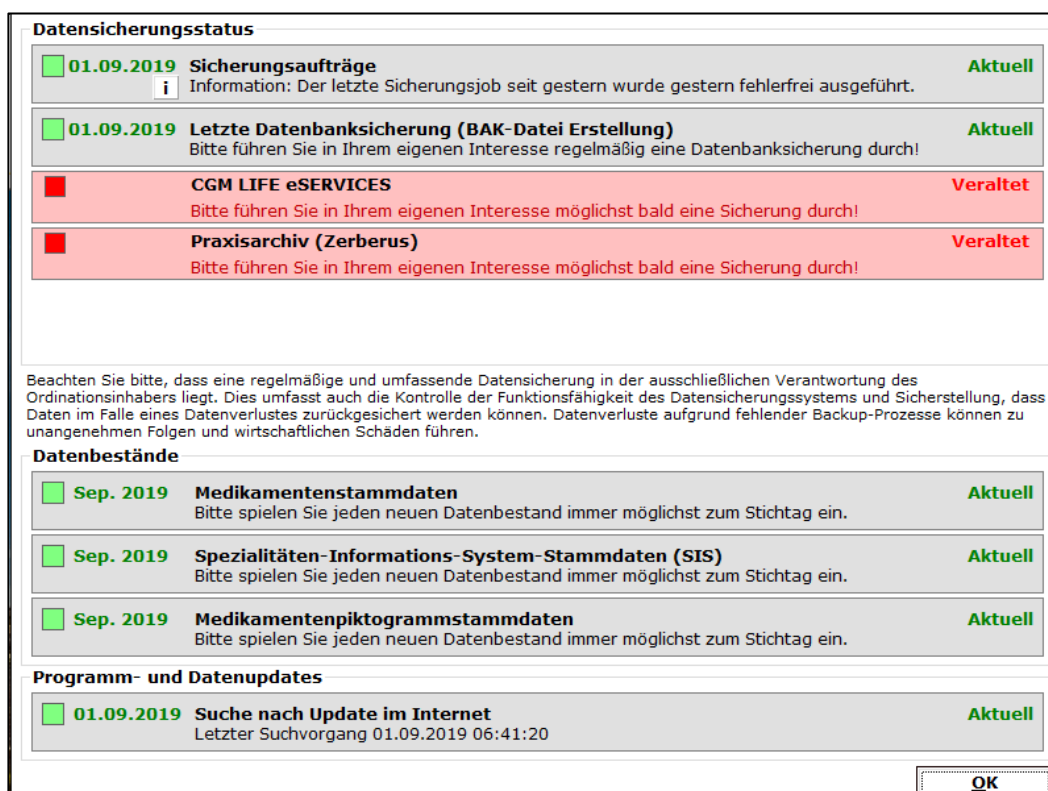 Datensicherungsstatus
01.09.2019 Sicherungsaufträge Aktuell
i Information: Der letzte Sicherungsjob seit gestern wurde gestern fehlerfrei ausgeführt.
01.09.2019 Letzte Datenbanksicherung (BAK-Datei Erstellung) Aktuell
Bitte führen Sie in Ihrem eigenen Interesse regelmäßig eine Datenbanksicherung durch!
CGM LIFE eSERVICES Veraltet
Bitte führen Sie in Ihrem eigenen Interesse möglichst bald eine Sicherung durch!
Praxisarchiv (Zerberus) Veraltet
Bitte führen Sie in Ihrem eigenen Interesse möglichst bald eine Sicherung durch!
Beachten Sie bitte, dass eine regelmäßige und umfassende Datensicherung in der ausschließlichen Verantwortung des
Ordinationsinhabers liegt. Dies umfasst auch die Kontrolle der Funktionsfähigkeit des Datensicherungssystems und Sicherstellung, dass
Daten im Falle eines Datenverlustes zurückgesichert werden können. Datenverluste aufgrund fehlender Backup-Prozesse können zu
unangenehmen Folgen und wirtschaftlichen Schäden führen.
Datenbestände
Sep. 2019 Medikamentenstammdaten Aktuell
Bitte spielen Sie jeden neuen Datenbestand immer möglichst zum Stichtag ein.
Sep. 2019 Spezialitäten-Informations-System-Stammdaten (SIS) Aktuell
Bitte spielen Sie jeden neuen Datenbestand immer möglichst zum Stichtag ein.
Sep. 2019 Medikamentenpiktogrammstammdaten Aktuell
Bitte spielen Sie jeden neuen Datenbestand immer möglichst zum Stichtag ein.
Programm- und Datenupdates
01.09.2019 Suche nach Update im Internet Aktuell
Letzter Suchvorgang 01.09.2019 06:41:20
OK